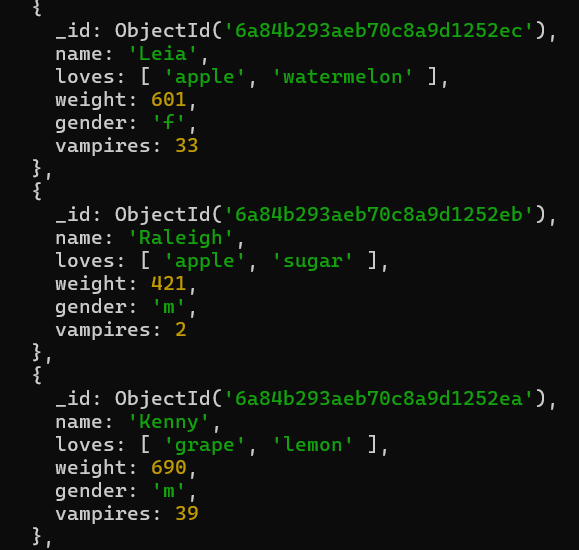 {
_id: ObjectId('6a84b293aeb70c8a9d1252ec'),
name: 'Leia',
loves: [ 'apple', 'watermelon' ],
weight: 601,
gender: 'f',
vampires: 33
},
{
_id: ObjectId('6a84b293aeb70c8a9d1252eb'),
name: 'Raleigh',
loves: [ 'apple', 'sugar' ],
weight: 421,
gender: 'm',
vampires: 2
},
{
_id: ObjectId('6a84b293aeb70c8a9d1252ea'),
name: 'Kenny',
loves: [ 'grape', 'lemon' ],
weight: 690,
gender: 'm',
vampires: 39
},